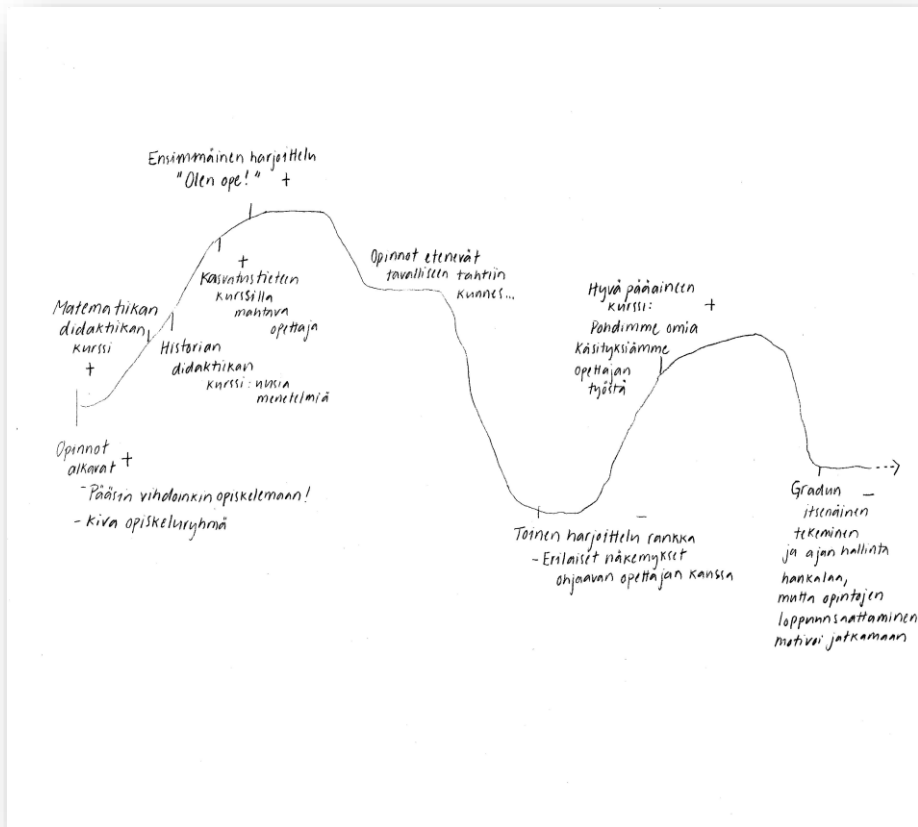 Ensimmäinen harjoittelu
"Olen ope!" +
+
Kasvatustieteen
kurssilla
mahtava
opettaja
Matematiikan
didaktiikan
kurssi
+
Historian
didaktiikan
kurssi: uusia
menetelmiä
Opinnot
alkavat +
- Pääsin vihdoinkin opiskelemaan!
- kiva opiskeluryhmä
Opinnot etenevät
tavalliseen tahtiin
kunnes...
Toinen harjoittelu rankka –
- Erilaiset näkemykset
ohjaavan opettajan kanssa
Hyvä pääaineen
kurssi: +
Pohdimme omia
käsityksiämme
opettajan
työstä
Gradun –
itsenäinen
tekeminen
ja ajan hallinta
hankalaa,
mutta opintojen
loppuunsaattaminen
motivoi jatkamaan